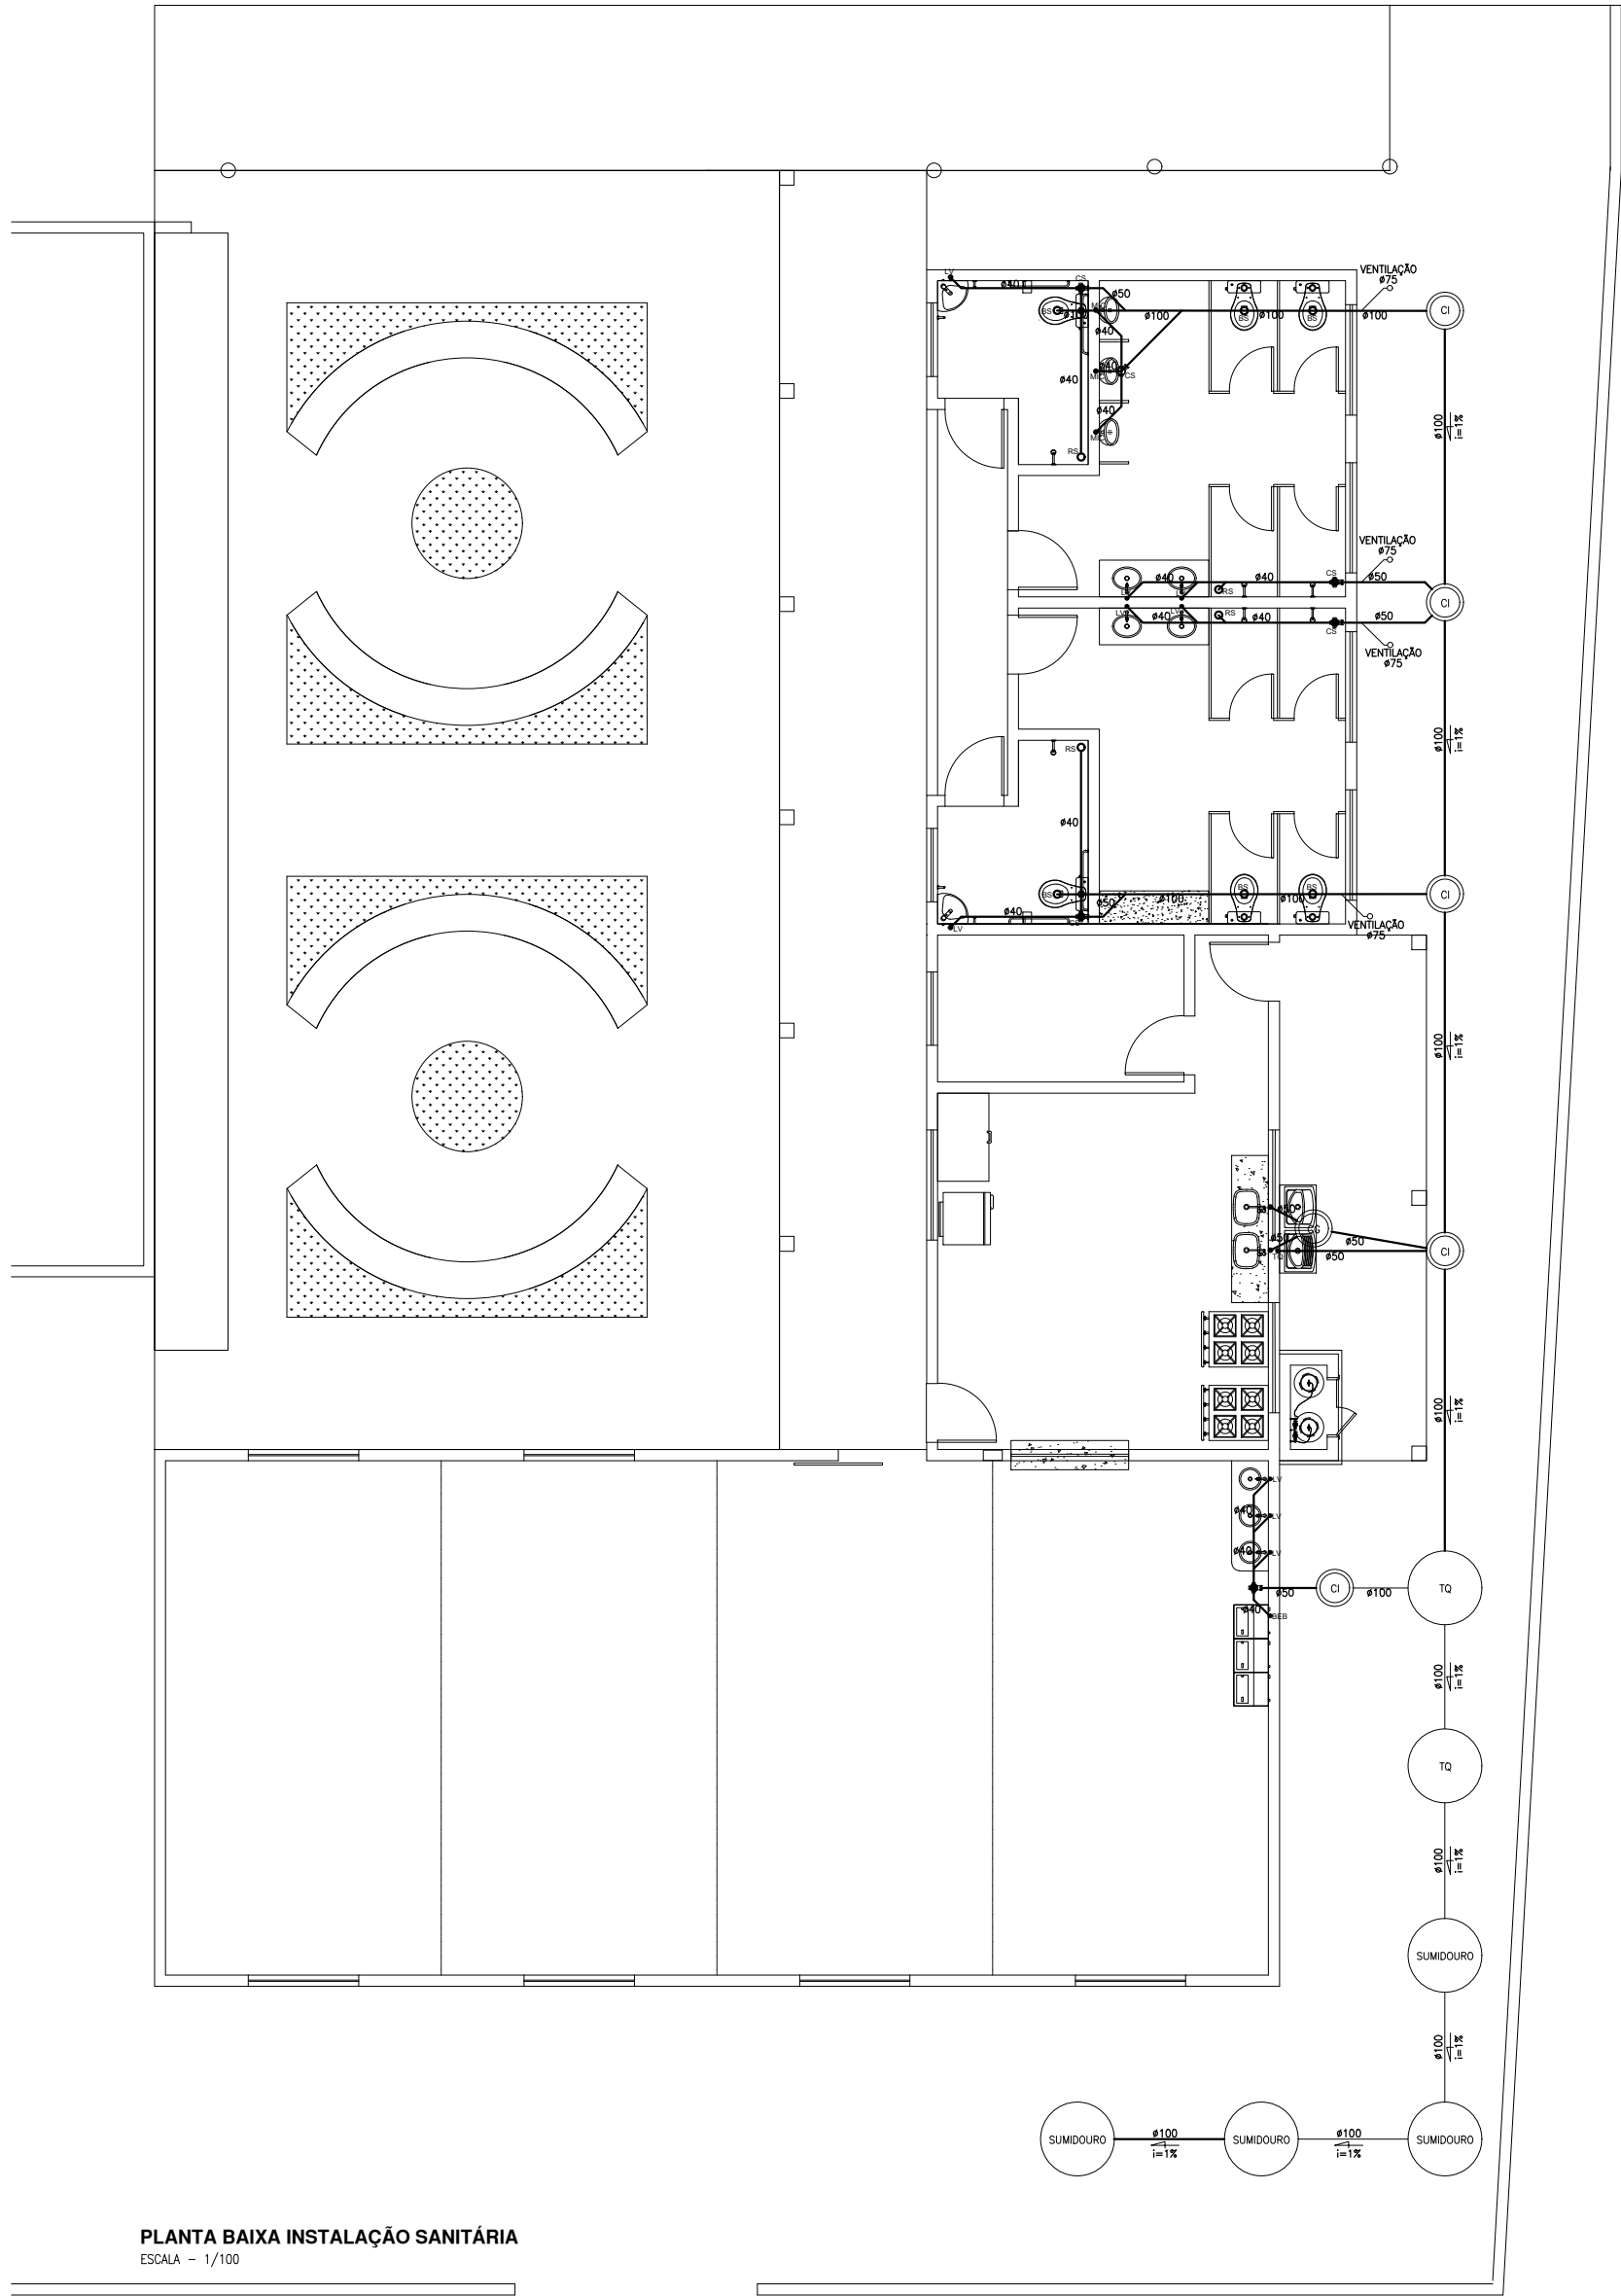 VENTILAÇÃO
ø75
LV
CS
ø40
ø50
MIC
BS
ø100
ø100
BS
ø100
BS
ø100
CI
ø40
ø40
MIC
CS
ø40
ø40
MIC
RS
ø100
i=1%
VENTILAÇÃO
ø75
CS
ø40
ø40
ø50
RS
CI
LV
LV
RS
ø40
ø40
ø50
CS
VENTILAÇÃO
ø75
RS
ø100
i=1%
ø40
BS
BS
BS
CI
ø40
ø50
ø100
ø100
LV
VENTILAÇÃO
ø75
ø100
i=1%
ø50
ø50
ø50
CI
ø50
ø100
i=1%
LV
ø40
LV
ø40
LV
ø50
CI
ø100
TQ
ø40
BEB
ø100
i=1%
TQ
ø100
i=1%
SUMIDOURO
ø100
i=1%
SUMIDOURO
ø100
i=1%
SUMIDOURO
ø100
i=1%
SUMIDOURO
PLANTA BAIXA INSTALAÇÃO SANITÁRIA
ESCALA - 1/100